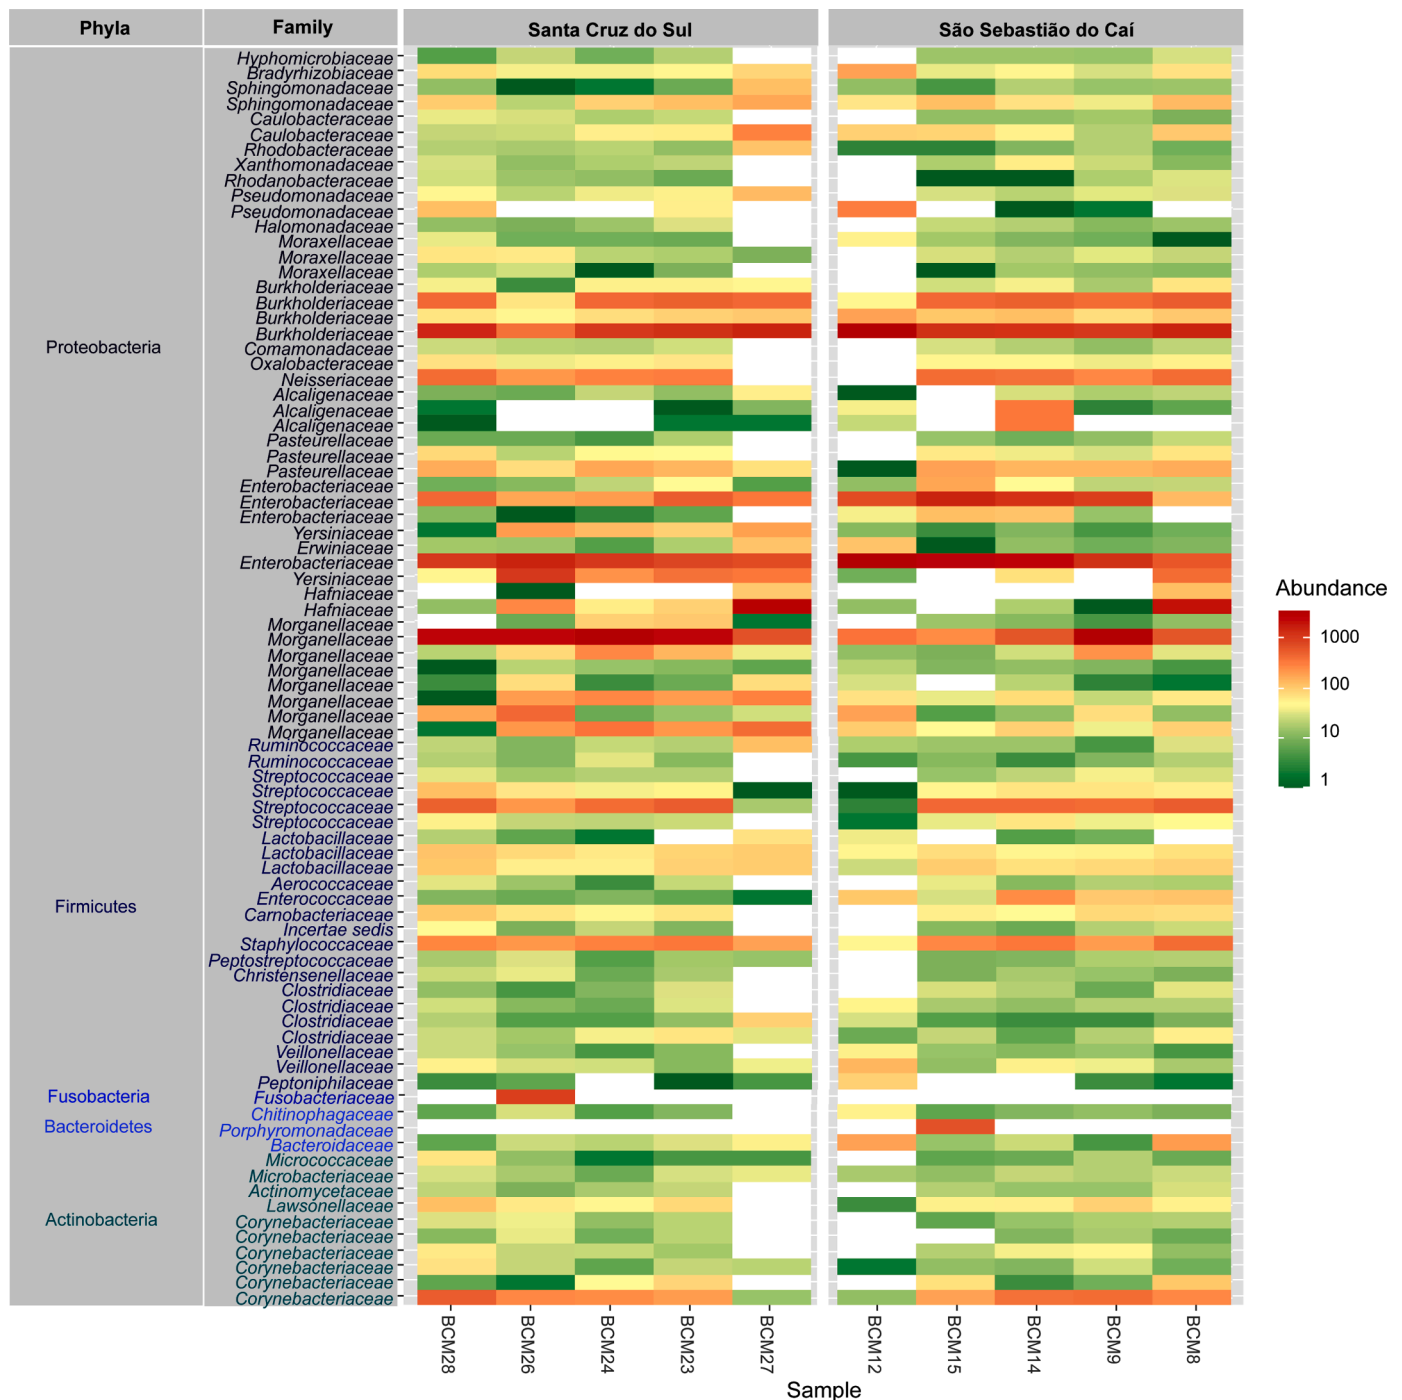 Phyla
Family
Santa Cruz do Sul
São Sebastião do Caí
Hyphomicrobiaceae
Bradyrhizobiaceae
Sphingomonadaceae
Sphingomonadaceae
Caulobacteraceae
Caulobacteraceae
Rhodobacteraceae
Xanthomonadaceae
Rhodanobacteraceae
Pseudomonadaceae
Pseudomonadaceae
Halomonadaceae
Moraxellaceae
Moraxellaceae
Moraxellaceae
Burkholderiaceae
Burkholderiaceae
Burkholderiaceae
Burkholderiaceae
Proteobacteria
Comamonadaceae
Oxalobacteraceae
Neisseriaceae
Alcaligenaceae
Alcaligenaceae
Alcaligenaceae
Pasteurellaceae
Pasteurellaceae
Pasteurellaceae
Enterobacteriaceae
Enterobacteriaceae
Enterobacteriaceae
Yersiniaceae
Erwiniaceae
Enterobacteriaceae
Yersiniaceae
Hafniaceae
Hafniaceae
Morganellaceae
Morganellaceae
Morganellaceae
Morganellaceae
Morganellaceae
Morganellaceae
Morganellaceae
Morganellaceae
Ruminococcaceae
Ruminococcaceae
Streptococcaceae
Streptococcaceae
Streptococcaceae
Streptococcaceae
Lactobacillaceae
Lactobacillaceae
Lactobacillaceae
Aerococcaceae
Enterococcaceae
Firmicutes
Carnobacteriaceae
Incertae sedis
Staphylococcaceae
Peptostreptococcaceae
Christensenellaceae
Clostridiaceae
Clostridiaceae
Clostridiaceae
Clostridiaceae
Veillonellaceae
Veillonellaceae
Peptoniphilaceae
Fusobacteria
Fusobacteriaceae
Chitinophagaceae
Bacteroidetes
Porphyromonadaceae
Bacteroidaceae
Micrococcaceae
Microbacteriaceae
Actinomycetaceae
Lawsonellaceae
Actinobacteria
Corynebacteriaceae
Corynebacteriaceae
Corynebacteriaceae
Corynebacteriaceae
Corynebacteriaceae
Corynebacteriaceae
BCM28
BCM26
BCM24
BCM23
BCM27
BCM12
BCM15
BCM14
BCM9
BCM8
Sample
Abundance
1000
100
10
1